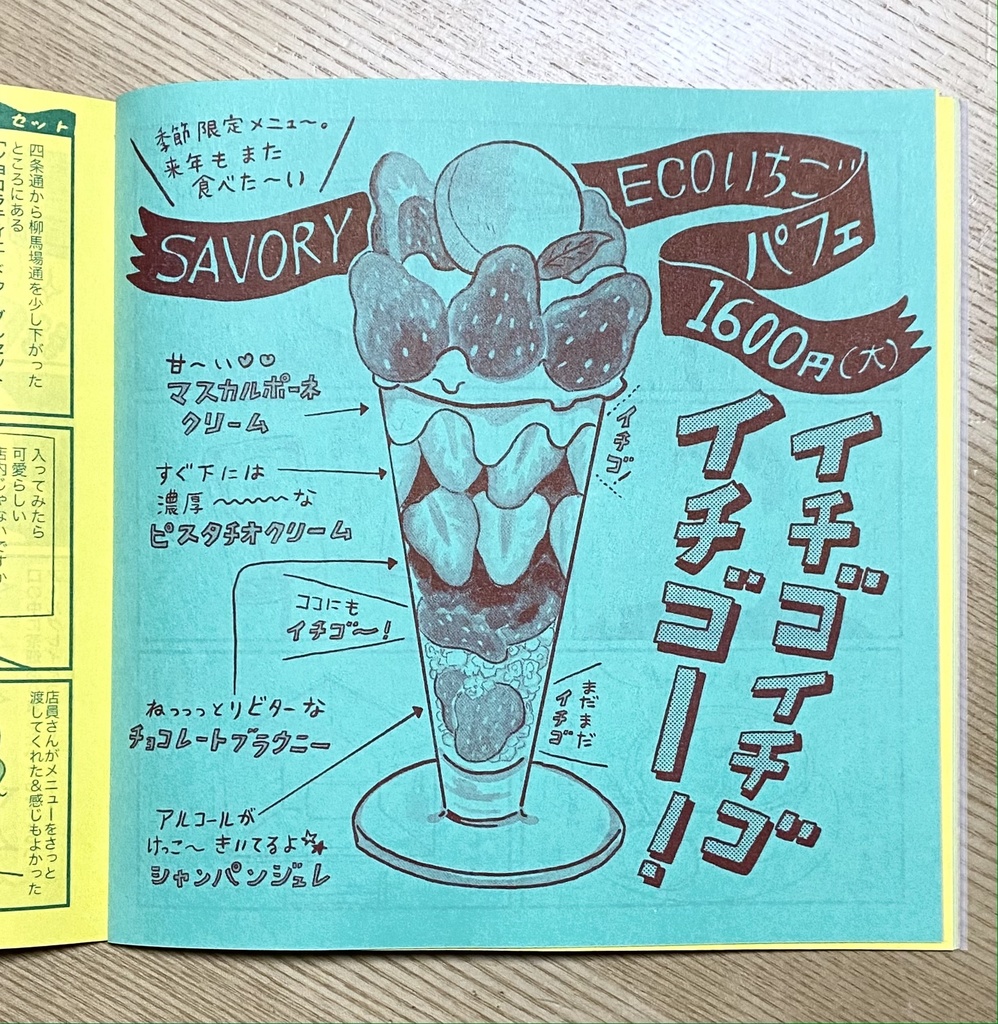 季節限定メニュ〜。
来年もまた
食べた〜い
SAVORY
ECOいちごッ
パフェ
1600円(大)
イチゴイチゴ
イチゴー!
甘〜い♡♡
マスカルポーネ
クリーム
イチゴ
すぐ下には
濃厚〜〜〜な
ピスタチオクリーム
ココにも
イチゴ〜!
ねっっっとりビターな
チョコレートブラウニー
まだまだ
イチゴ
アルコールが
けっこ〜きいてるよ☆
シャンパンジュレ
セット
四条通から柳馬場通を少し下がった
ところにある
入ってみたら
可愛らしい
店内じゃないですか
店員さんがメニューをさっと
渡してくれた&感じもよかった